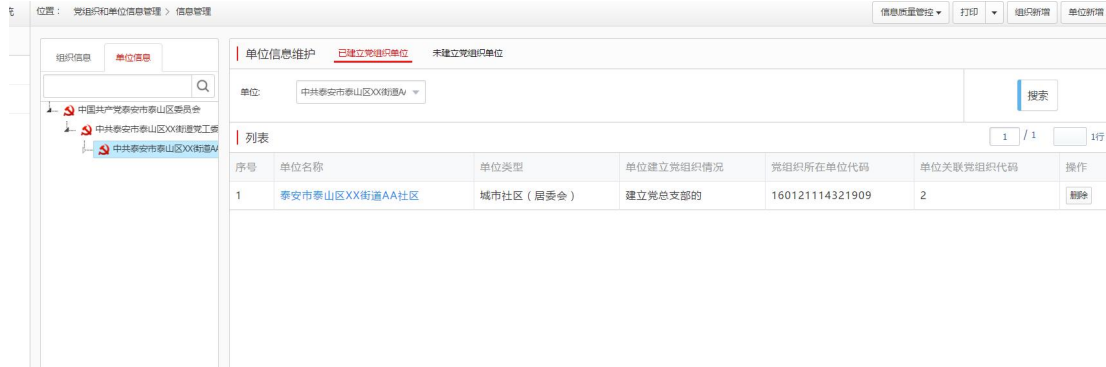 位置： 党组织和单位信息管理 > 信息管理
信息质量管控 打印 组织新增 单位新增
组织信息 单位信息
中国共产党泰安市泰山区委员会
中共泰安市泰山区XX街道党工委
中共泰安市泰山区XX街道AA
单位信息维护 已建立党组织单位 未建立党组织单位
单位: 中共泰安市泰山区XX街道A
搜索
列表
1 / 1 1行
序号 单位名称 单位类型 单位建立党组织情况 党组织所在单位代码 单位关联党组织代码 操作
1 泰安市泰山区XX街道AA社区 城市社区（居委会） 建立党总支部的 160121114321909 2 删除